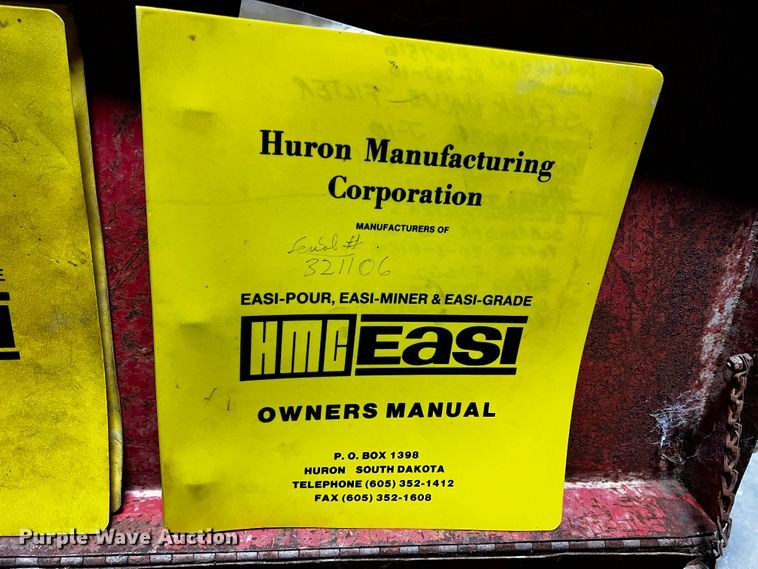 Huron Manufacturing
Corporation
MANUFACTURERS OF
Serial #
321106
EASI-POUR, EASI-MINER & EASI-GRADE
HMC EASI
OWNERS MANUAL
P. O. BOX 1398
HURON SOUTH DAKOTA
TELEPHONE (605) 352-1412
FAX (605) 352-1608
Purple Wave Auction